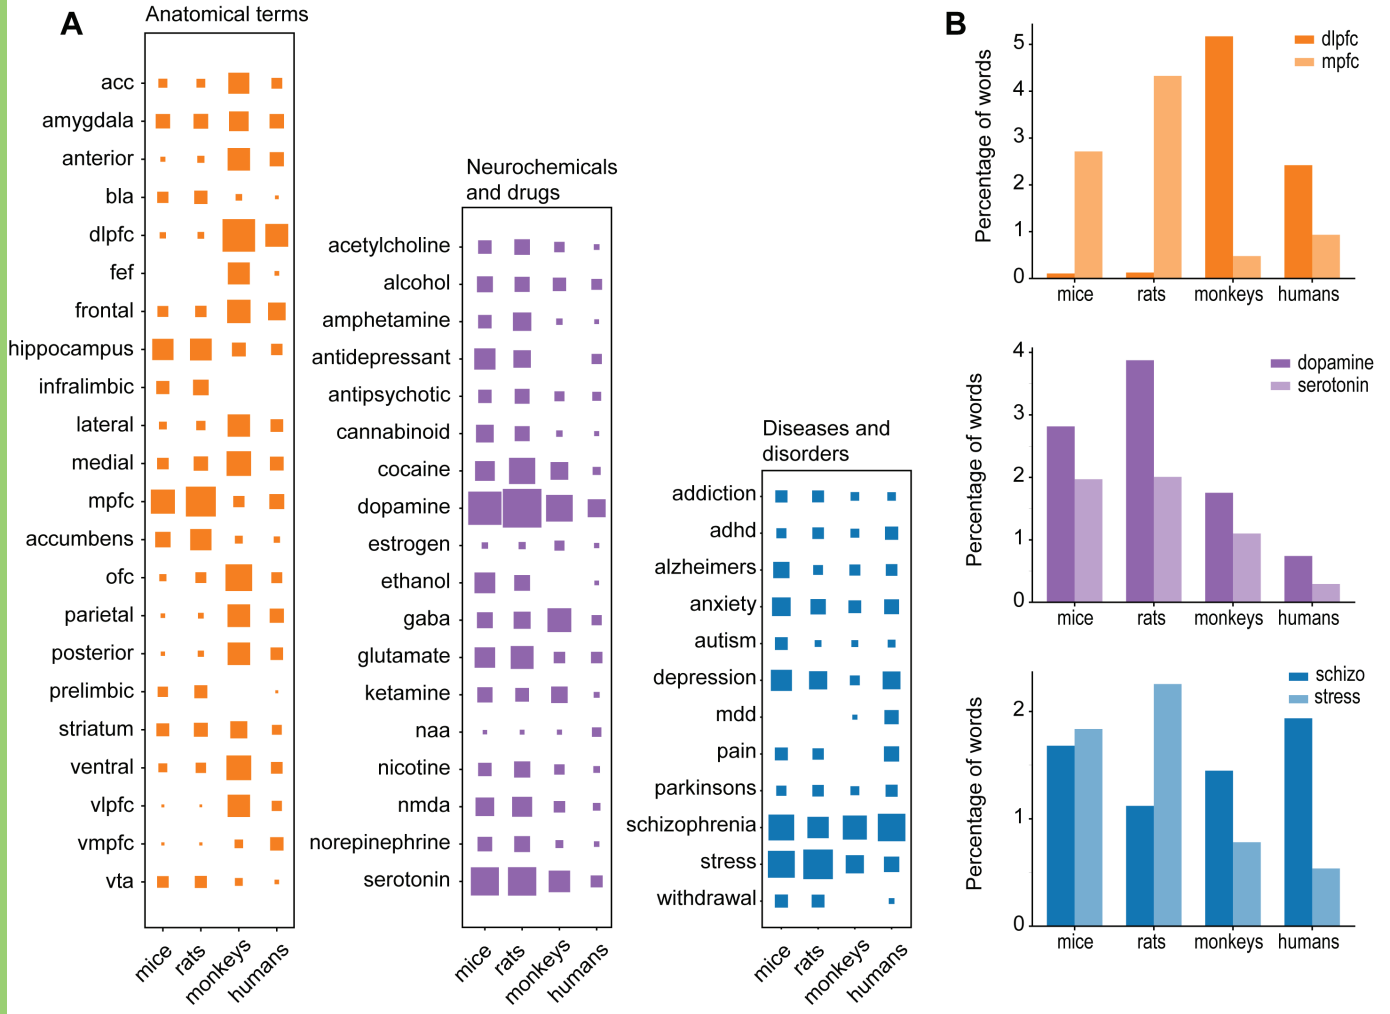 A
Anatomical terms
acc
amygdala
anterior
bla
dlpfc
fef
frontal
hippocampus
infralimbic
lateral
medial
mpfc
accumbens
ofc
parietal
posterior
prelimbic
striatum
ventral
vlpfc
vmpfc
vta
mice
rats
monkeys
humans
Neurochemicals
and drugs
acetylcholine
alcohol
amphetamine
antidepressant
antipsychotic
cannabinoid
cocaine
dopamine
estrogen
ethanol
gaba
glutamate
ketamine
naa
nicotine
nmda
norepinephrine
serotonin
mice
rats
monkeys
humans
Diseases and
disorders
addiction
adhd
alzheimers
anxiety
autism
depression
mdd
pain
parkinsons
schizophrenia
stress
withdrawal
mice
rats
monkeys
humans
B
Percentage of words
5
4
3
2
1
0
dlpfc
mpfc
mice rats monkeys humans
Percentage of words
4
3
2
1
0
dopamine
serotonin
mice rats monkeys humans
Percentage of words
2
1
0
schizo
stress
mice rats monkeys humans